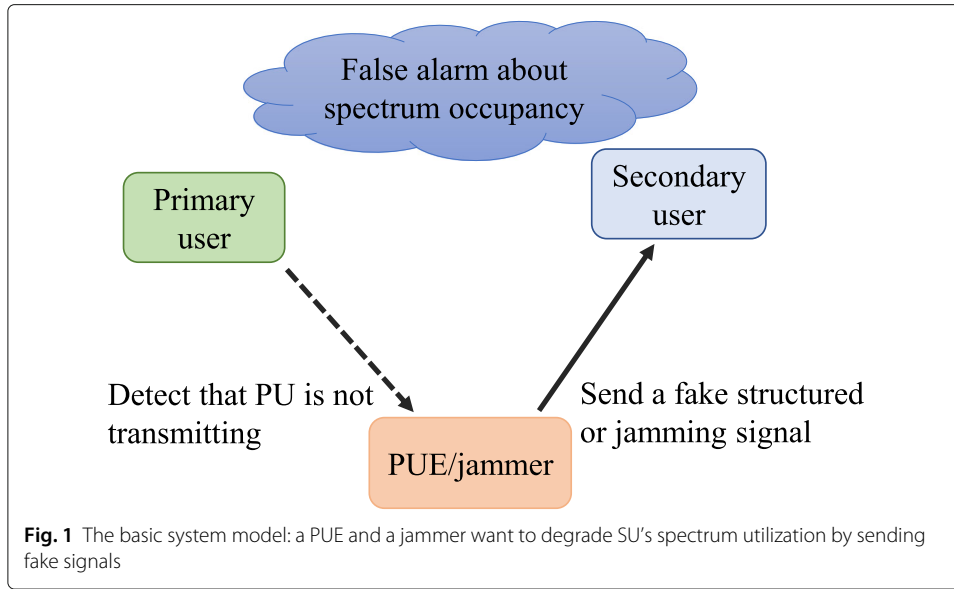 False alarm about
spectrum occupancy
Primary
user
Secondary
user
Detect that PU is not
transmitting
Send a fake structured
or jamming signal
PUE/jammer
Fig. 1 The basic system model: a PUE and a jammer want to degrade SU’s spectrum utilization by sending
fake signals